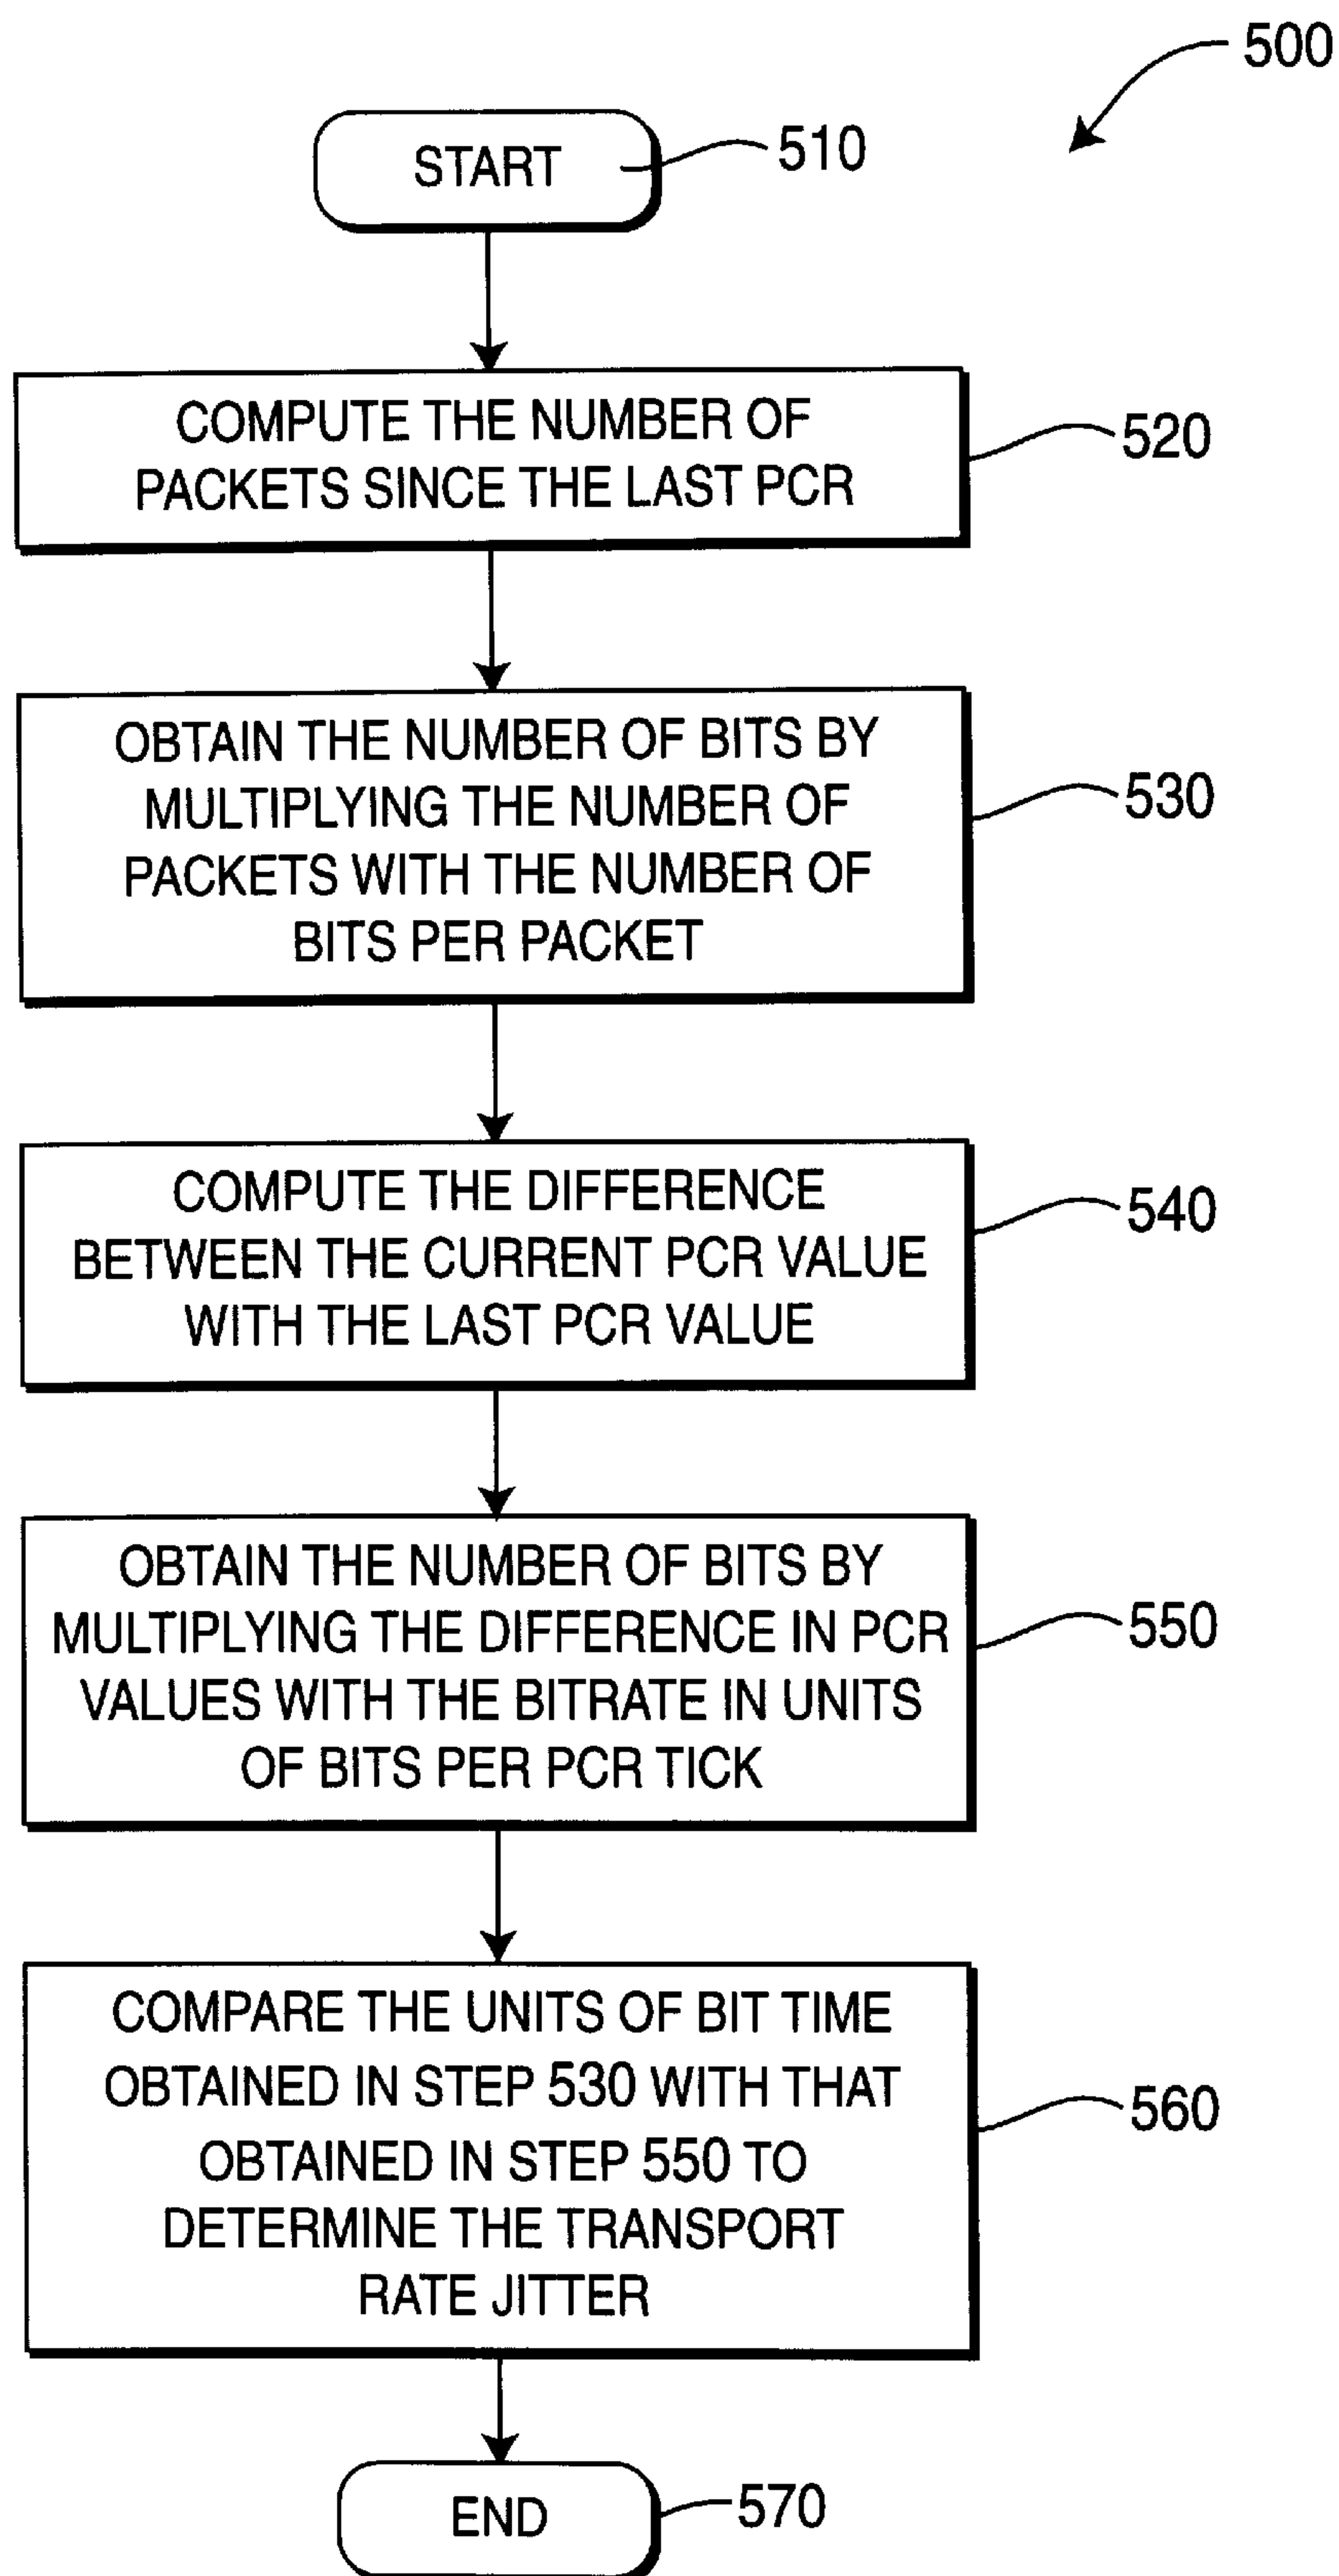 500
START
510
COMPUTE THE NUMBER OF
PACKETS SINCE THE LAST PCR
520
OBTAIN THE NUMBER OF BITS BY
MULTIPLYING THE NUMBER OF
PACKETS WITH THE NUMBER OF
BITS PER PACKET
530
COMPUTE THE DIFFERENCE
BETWEEN THE CURRENT PCR VALUE
WITH THE LAST PCR VALUE
540
OBTAIN THE NUMBER OF BITS BY
MULTIPLYING THE DIFFERENCE IN PCR
VALUES WITH THE BITRATE IN UNITS
OF BITS PER PCR TICK
550
COMPARE THE UNITS OF BIT TIME
OBTAINED IN STEP 530 WITH THAT
OBTAINED IN STEP 550 TO
DETERMINE THE TRANSPORT
RATE JITTER
560
END
570